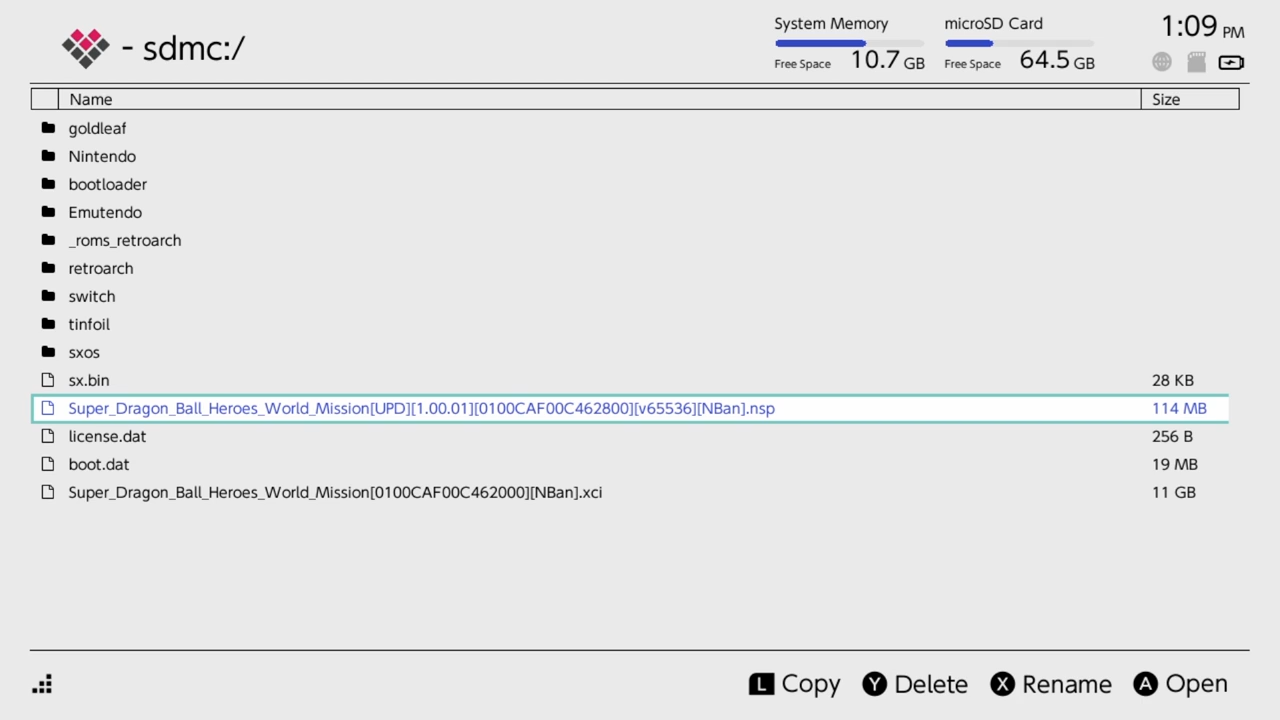 - sdmc:/
System Memory
Free Space 10.7 GB
microSD Card
Free Space 64.5 GB
1:09 PM
Name Size
goldleaf
Nintendo
bootloader
Emutendo
_roms_retroarch
retroarch
switch
tinfoil
sxos
sx.bin 28 KB
Super_Dragon_Ball_Heroes_World_Mission[UPD][1.00.01][0100CAF00C462800][v65536][NBan].nsp 114 MB
license.dat 256 B
boot.dat 19 MB
Super_Dragon_Ball_Heroes_World_Mission[0100CAF00C462000][NBan].xci 11 GB
L Copy Y Delete X Rename A Open